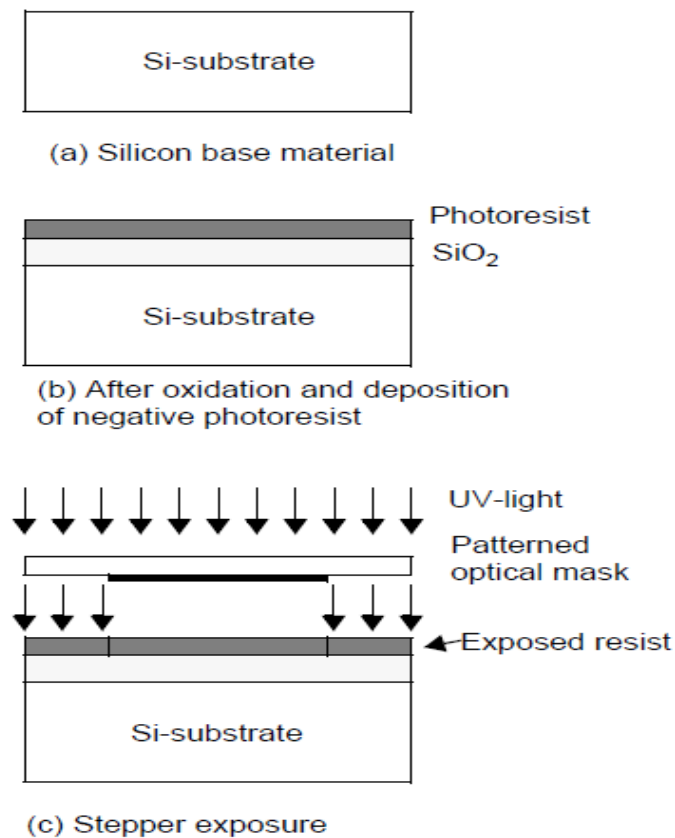 Si-substrate
(a) Silicon base material
Photoresist
SiO₂
Si-substrate
(b) After oxidation and deposition
of negative photoresist
UV-light
Patterned
optical mask
Exposed resist
Si-substrate
(c) Stepper exposure